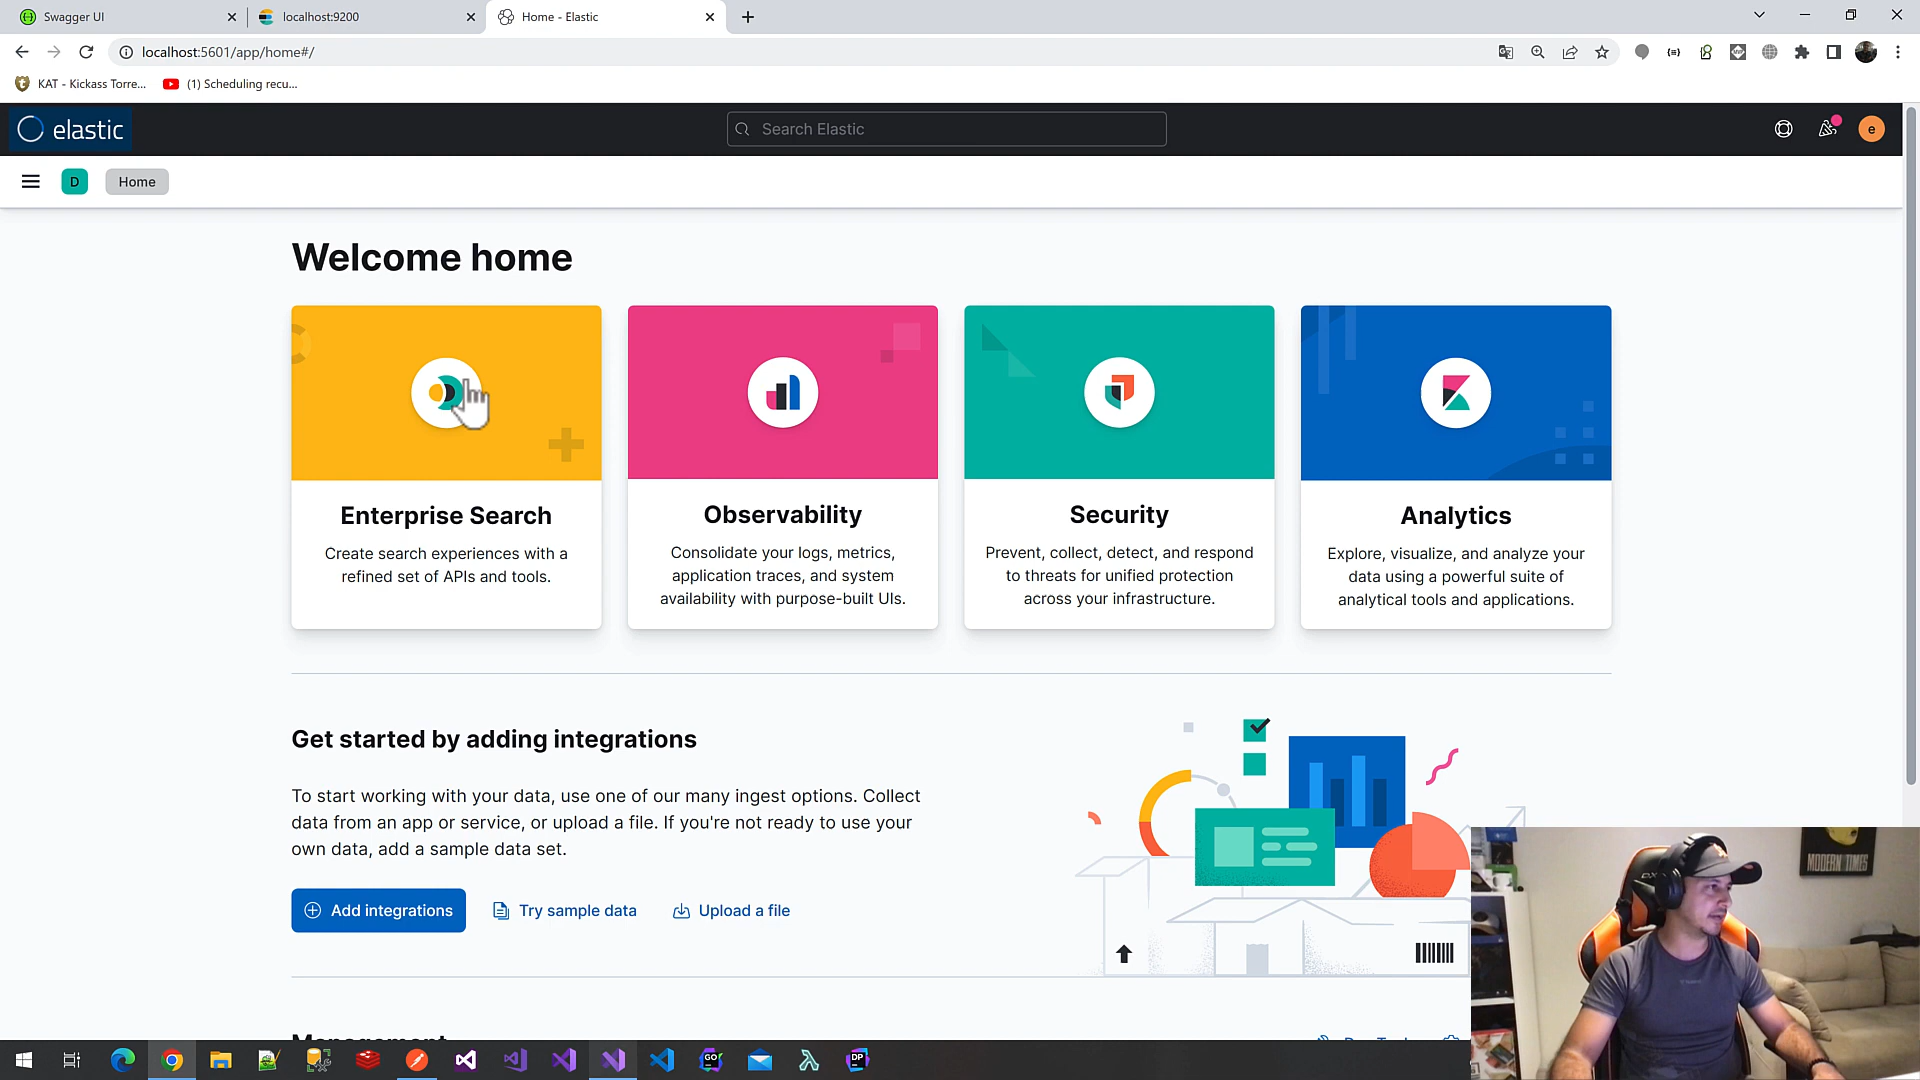 Swagger UI
localhost:9200
Home - Elastic
localhost:5601/app/home#/
KAT - Kickass Torre...
(1) Scheduling recu...
elastic
Search Elastic
e
D
Home
Welcome home
Enterprise Search
Create search experiences with a
refined set of APIs and tools.
Observability
Consolidate your logs, metrics,
application traces, and system
availability with purpose-built UIs.
Security
Prevent, collect, detect, and respond
to threats for unified protection
across your infrastructure.
Analytics
Explore, visualize, and analyze your
data using a powerful suite of
analytical tools and applications.
Get started by adding integrations
To start working with your data, use one of our many ingest options. Collect
data from an app or service, or upload a file. If you're not ready to use your
own data, add a sample data set.
Add integrations
Try sample data
Upload a file
MODERN TIMES
Management
GO
DP